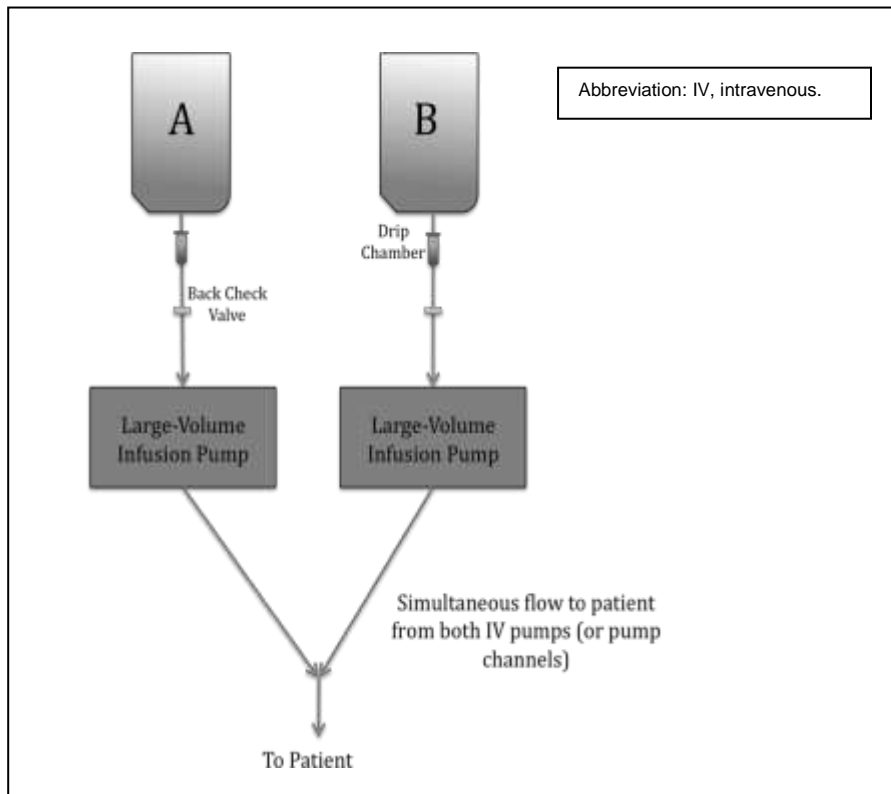 A
B
Abbreviation: IV, intravenous.
Drip
Chamber
Back Check
Valve
Large-Volume
Infusion Pump
Large-Volume
Infusion Pump
Simultaneous flow to patient
from both IV pumps (or pump
channels)
To Patient